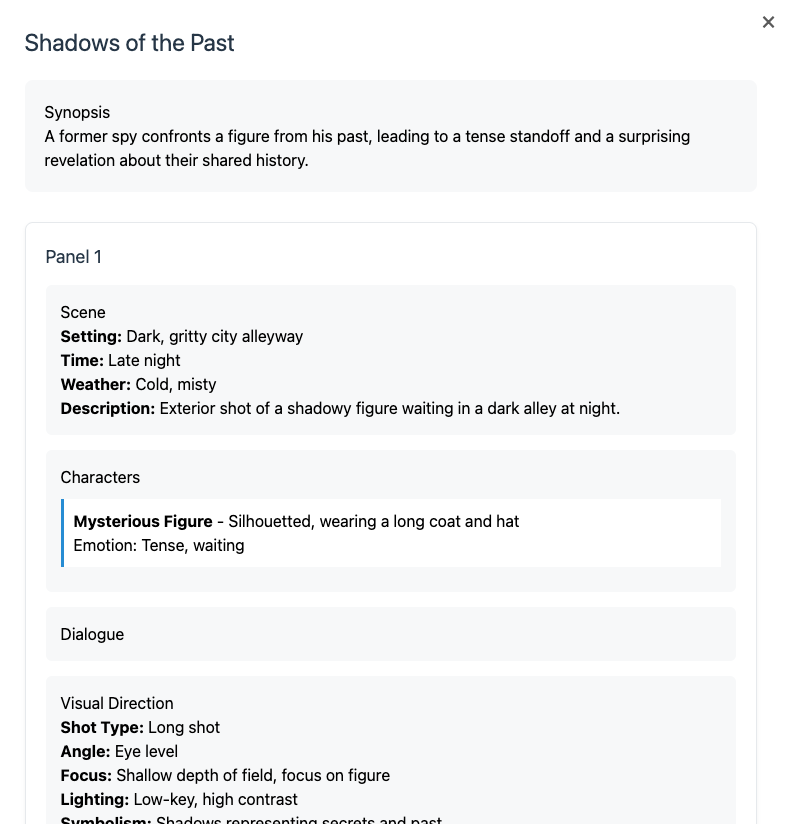 ×
Shadows of the Past
Synopsis
A former spy confronts a figure from his past, leading to a tense standoff and a surprising
revelation about their shared history.
Panel 1
Scene
Setting: Dark, gritty city alleyway
Time: Late night
Weather: Cold, misty
Description: Exterior shot of a shadowy figure waiting in a dark alley at night.
Characters
Mysterious Figure - Silhouetted, wearing a long coat and hat
Emotion: Tense, waiting
Dialogue
Visual Direction
Shot Type: Long shot
Angle: Eye level
Focus: Shallow depth of field, focus on figure
Lighting: Low-key, high contrast
Symbolism: Shadows representing secrets and past